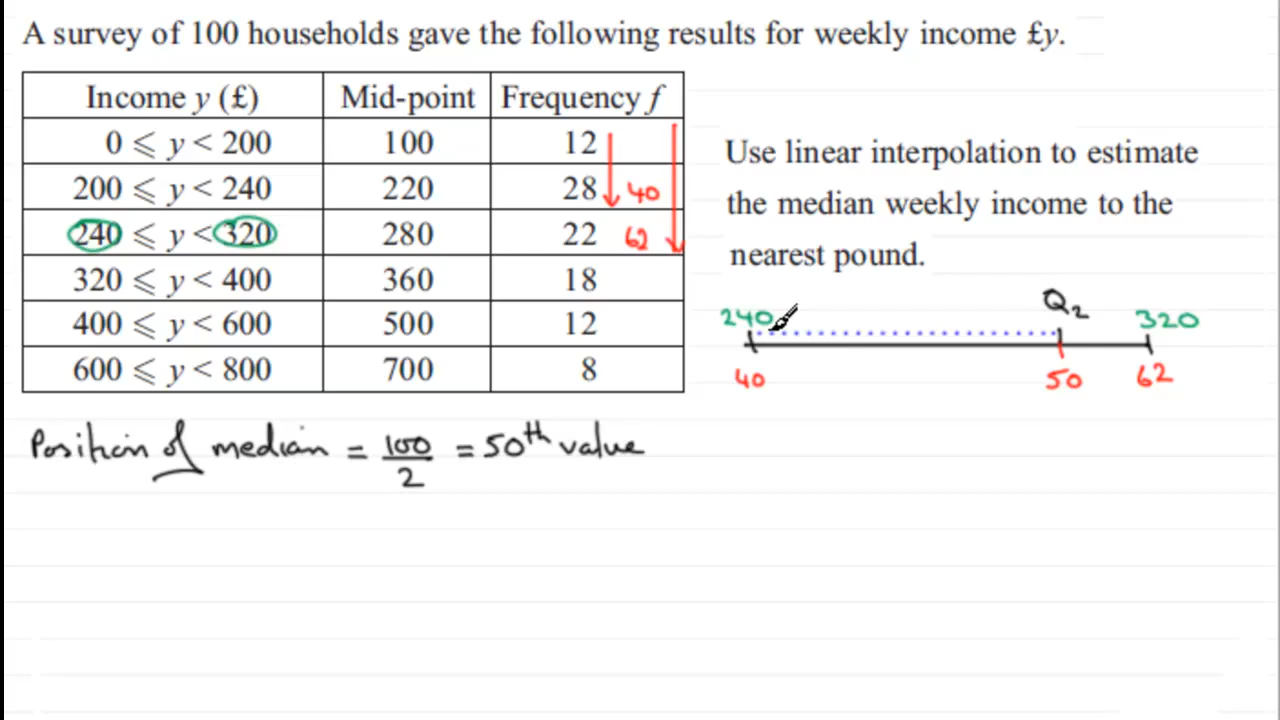 A survey of 100 households gave the following results for weekly income £y.
Income y (£) Mid-point Frequency f
0 ⩽ y < 200 100 12
200 ⩽ y < 240 220 28 40
240 ⩽ y < 320 280 22 62
320 ⩽ y < 400 360 18
400 ⩽ y < 600 500 12
600 ⩽ y < 800 700 8
Use linear interpolation to estimate
the median weekly income to the
nearest pound.
240 Q₂ 320
40 50 62
Position of median = 100/2 = 50th value